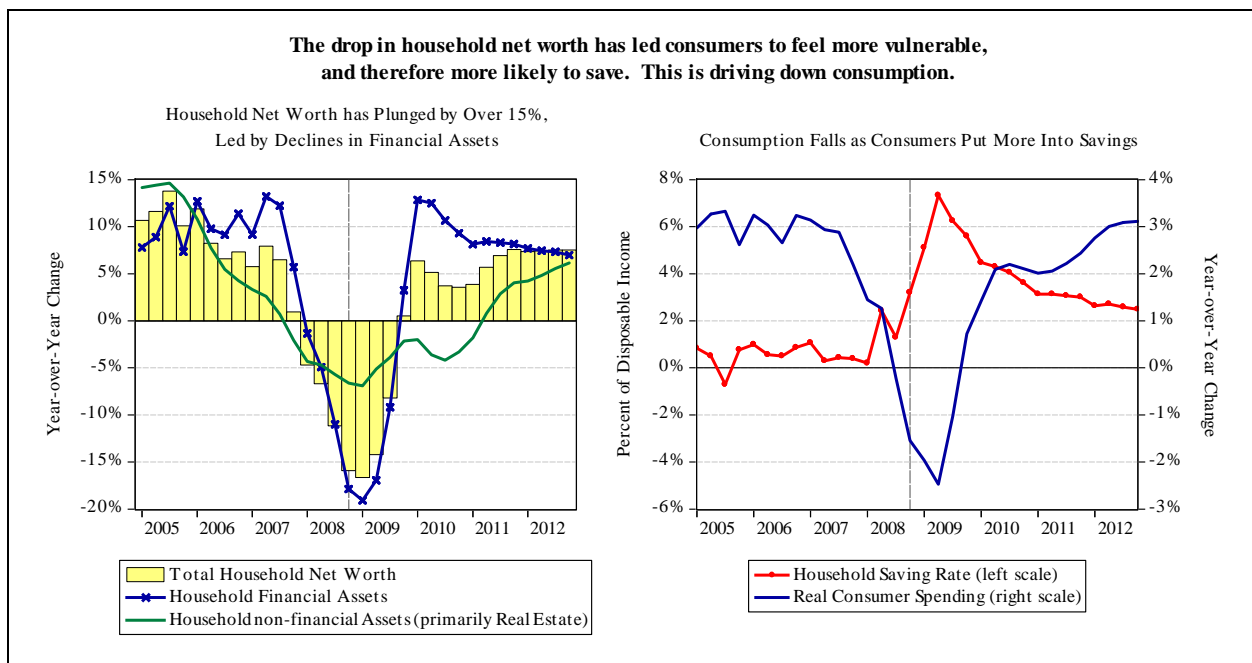 The drop in household net worth has led consumers to feel more vulnerable,
and therefore more likely to save. This is driving down consumption.
Household Net Worth has Plunged by Over 15%,
Led by Declines in Financial Assets
Year-over-Year Change
15%
10%
5%
0%
-5%
-10%
-15%
-20%
2005 2006 2007 2008 2009 2010 2011 2012
Total Household Net Worth
Household Financial Assets
Household non-financial Assets (primarily Real Estate)
Consumption Falls as Consumers Put More Into Savings
Percent of Disposable Income
8%
6%
4%
2%
0%
-2%
-4%
-6%
4%
3%
2%
1%
0%
-1%
-2%
-3%
Year-over-Year Change
2005 2006 2007 2008 2009 2010 2011 2012
Household Saving Rate (left scale)
Real Consumer Spending (right scale)